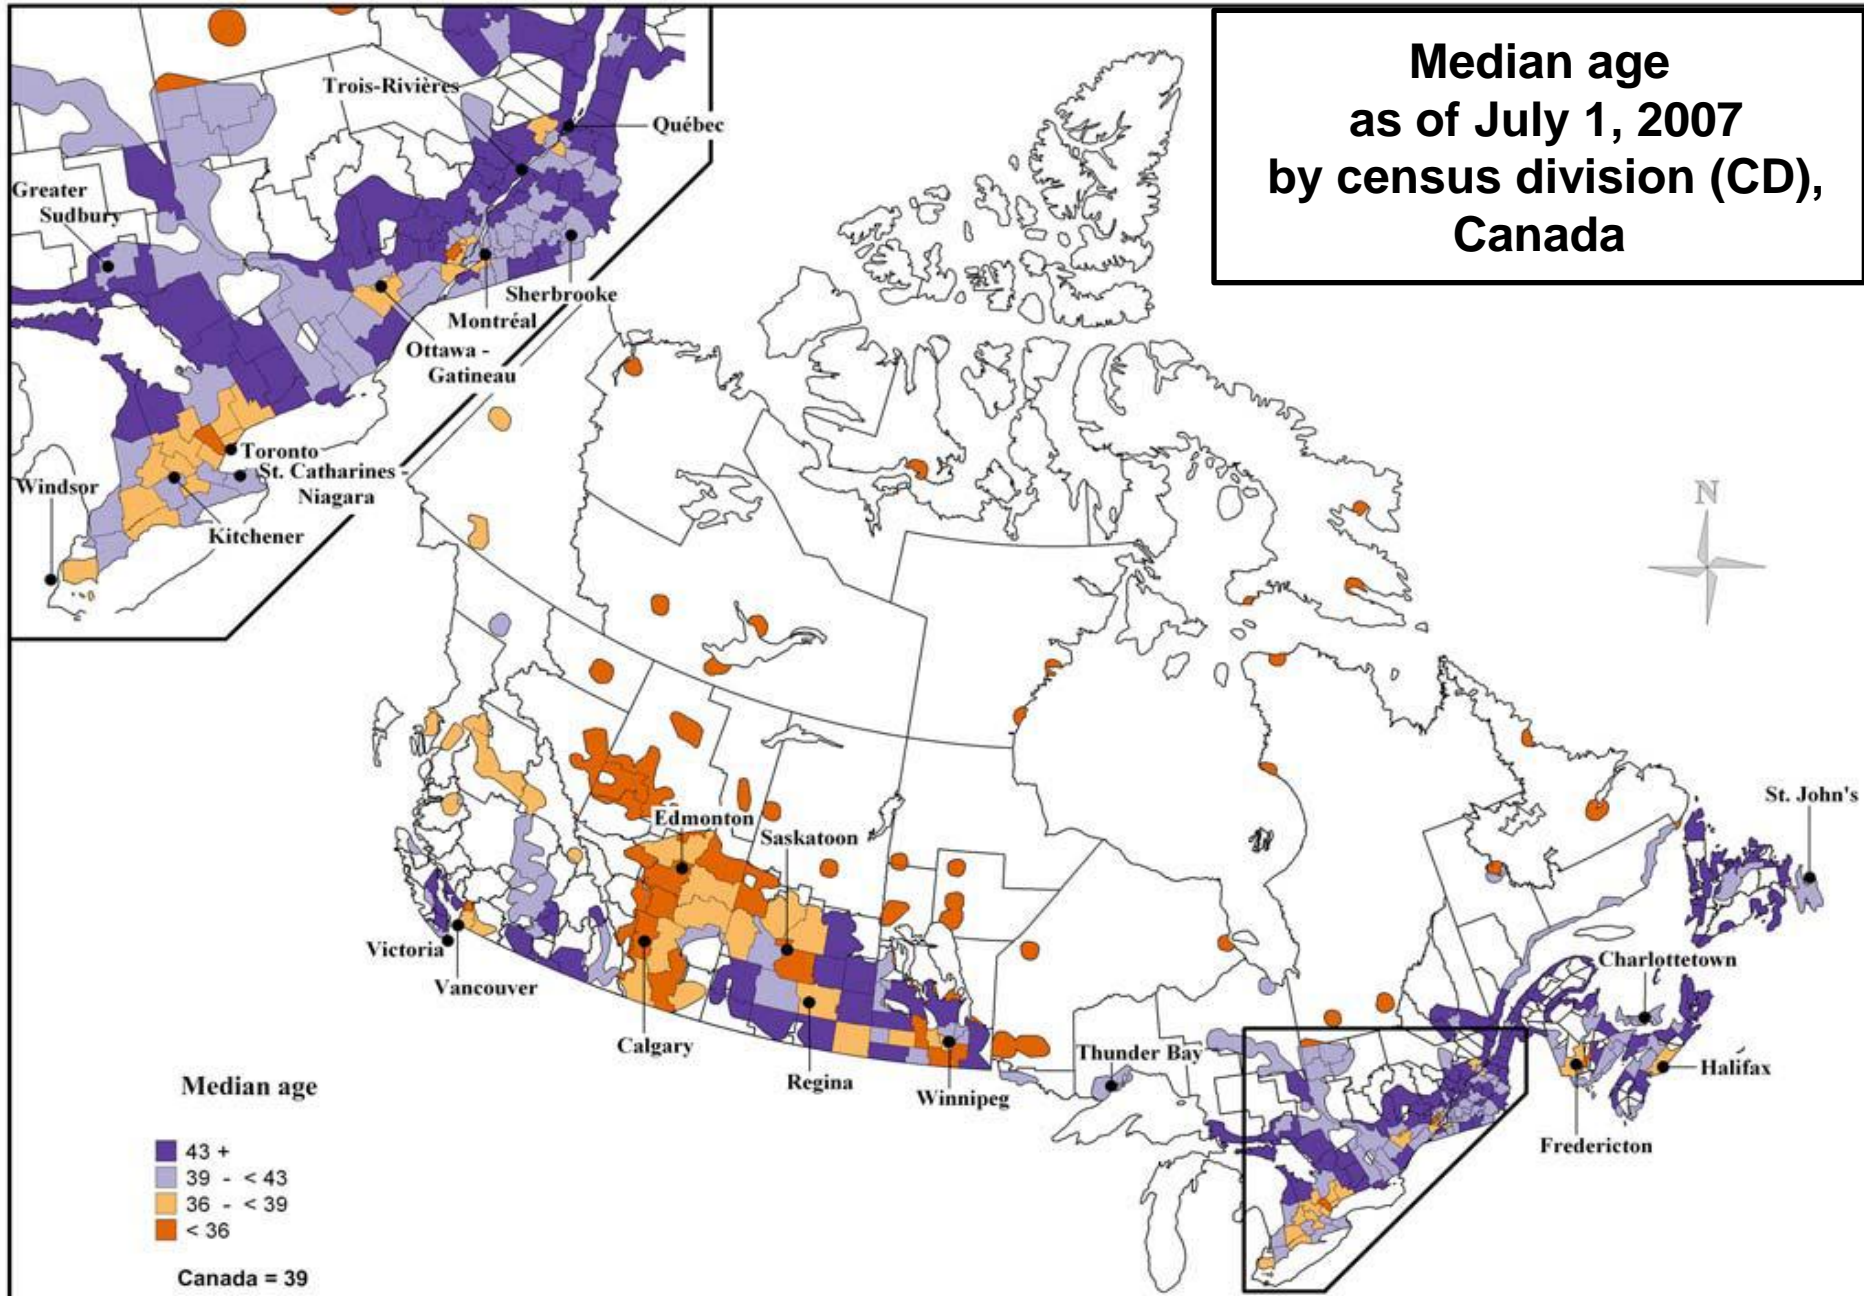 Median age
as of July 1, 2007
by census division (CD),
Canada
Trois-Rivières
Québec
Greater
Sudbury
Sherbrooke
Montréal
Ottawa -
Gatineau
Toronto
St. Catharines -
Niagara
Windsor
Kitchener
N
Edmonton
Saskatoon
St. John's
Victoria
Vancouver
Charlottetown
Calgary
Regina
Winnipeg
Thunder Bay
Halifax
Fredericton
Median age
43 +
39 - < 43
36 - < 39
< 36
Canada = 39